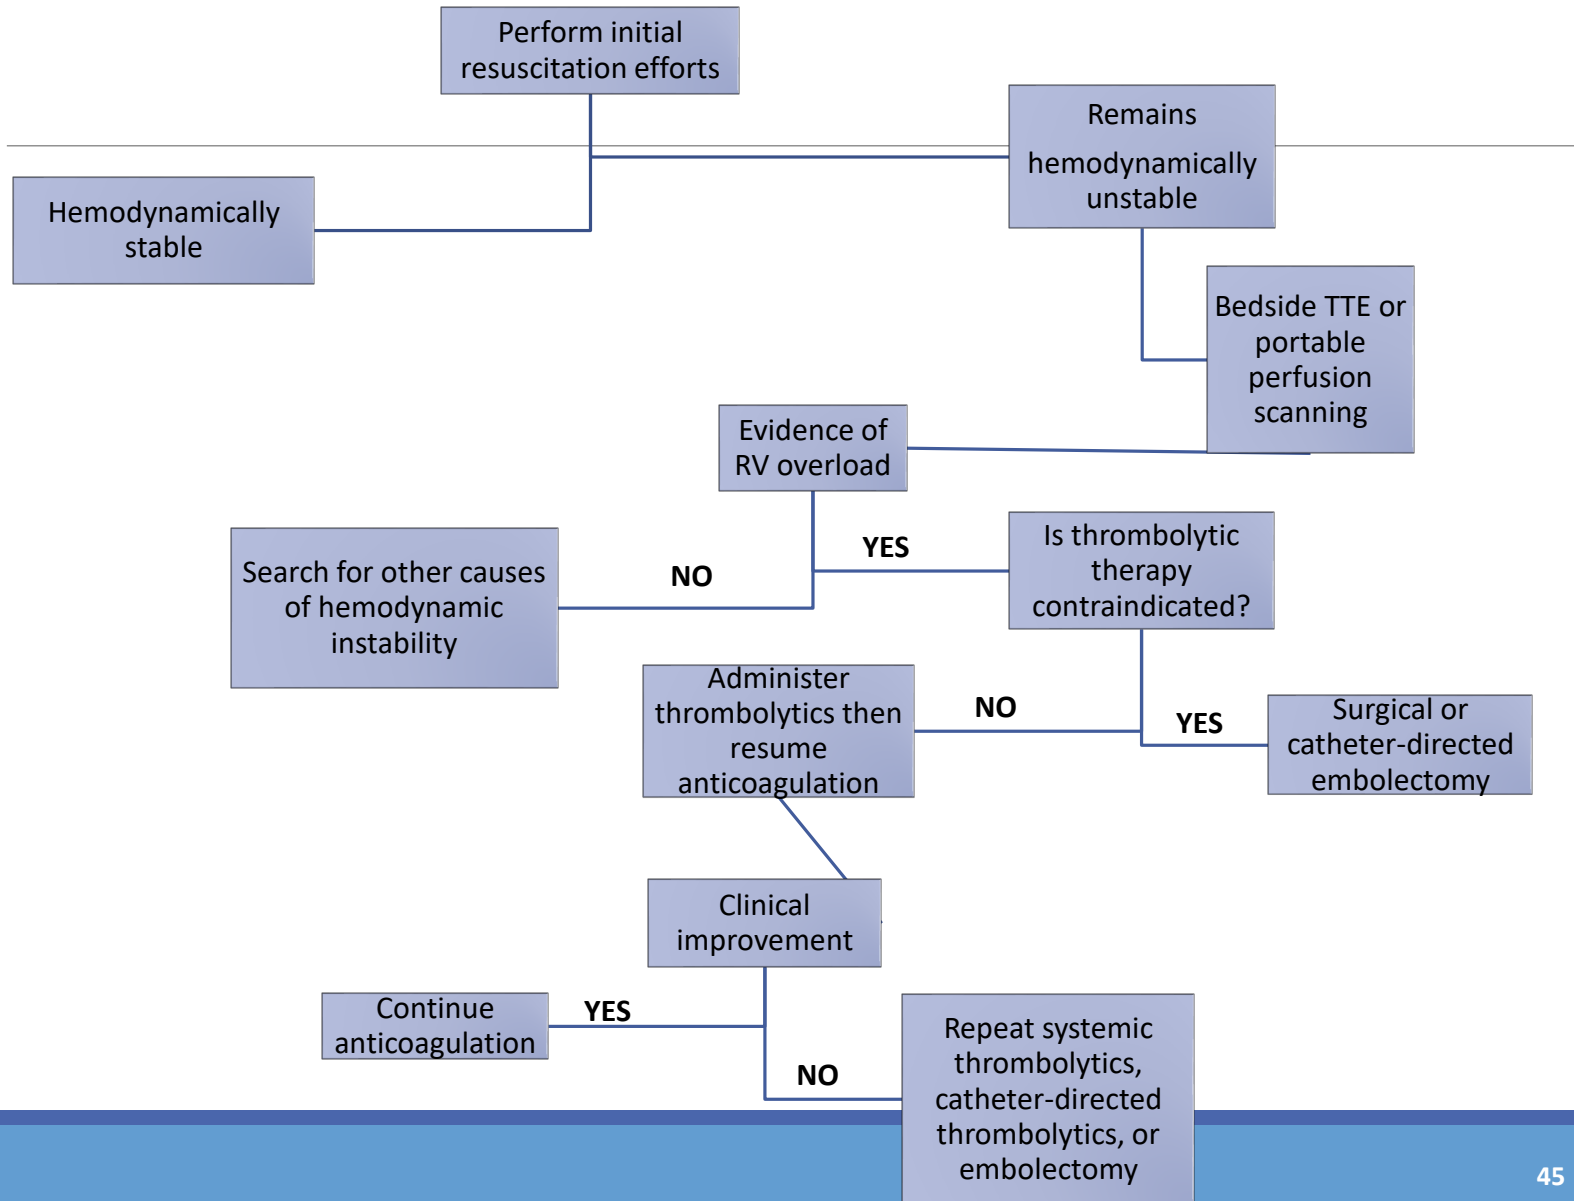 Perform initial
resuscitation efforts
Remains
hemodynamically
unstable
Hemodynamically
stable
Bedside TTE or
portable
perfusion
scanning
Evidence of
RV overload
Search for other causes
of hemodynamic
instability
NO
YES
Is thrombolytic
therapy
contraindicated?
Administer
thrombolytics then
resume
anticoagulation
NO
YES
Surgical or
catheter-directed
embolectomy
Clinical
improvement
Continue
anticoagulation
YES
NO
Repeat systemic
thrombolytics,
catheter-directed
thrombolytics, or
embolectomy
45